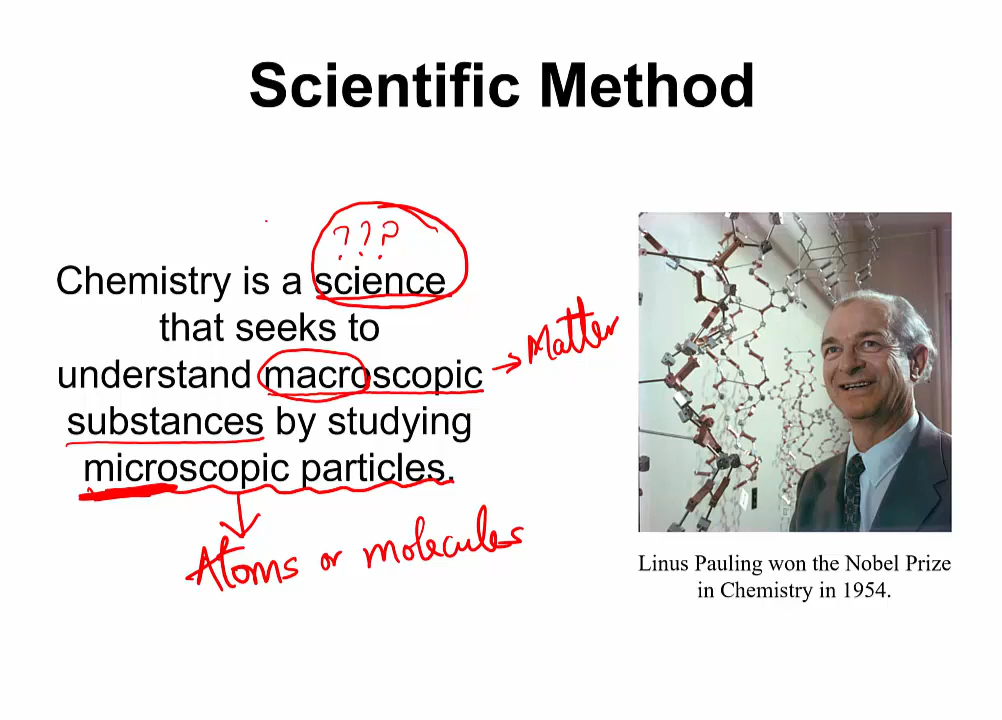 Scientific Method
???
Chemistry is a science
that seeks to
understand macroscopic
→ Matter
substances by studying
microscopic particles.
Atoms or molecules
Linus Pauling won the Nobel Prize
in Chemistry in 1954.